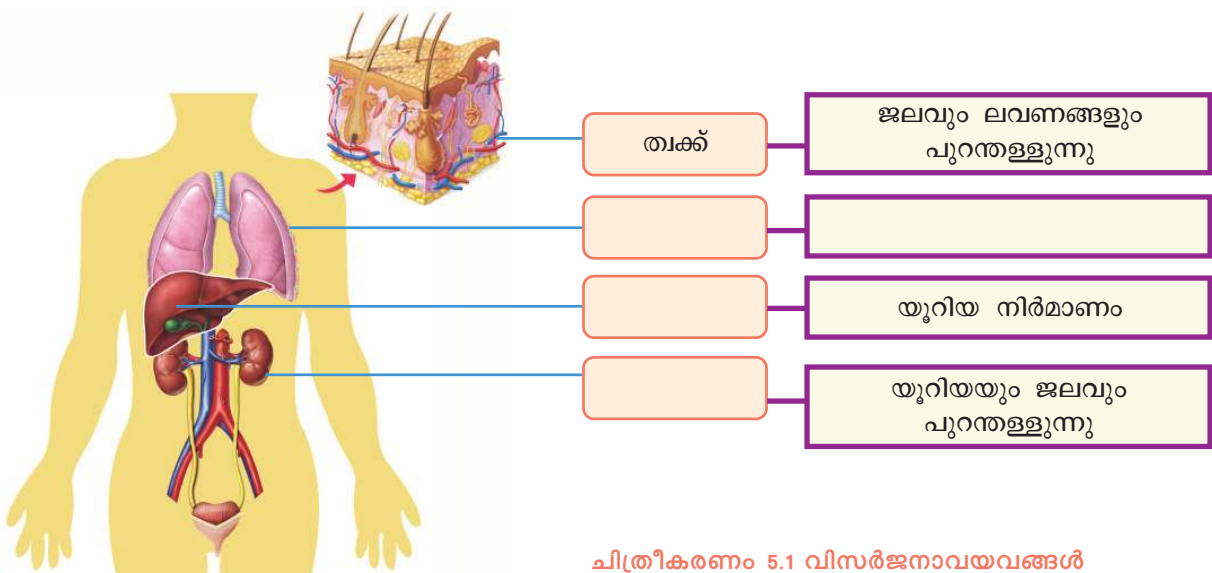 ത്വക്ക്
ജലവും ലവണങ്ങളും
പുറന്തള്ളുന്നു
യൂറിയ നിർമാണം
യൂറിയയും ജലവും
പുറന്തള്ളുന്നു
ചിത്രീകരണം 5.1 വിസർജനാവയവങ്ങൾ